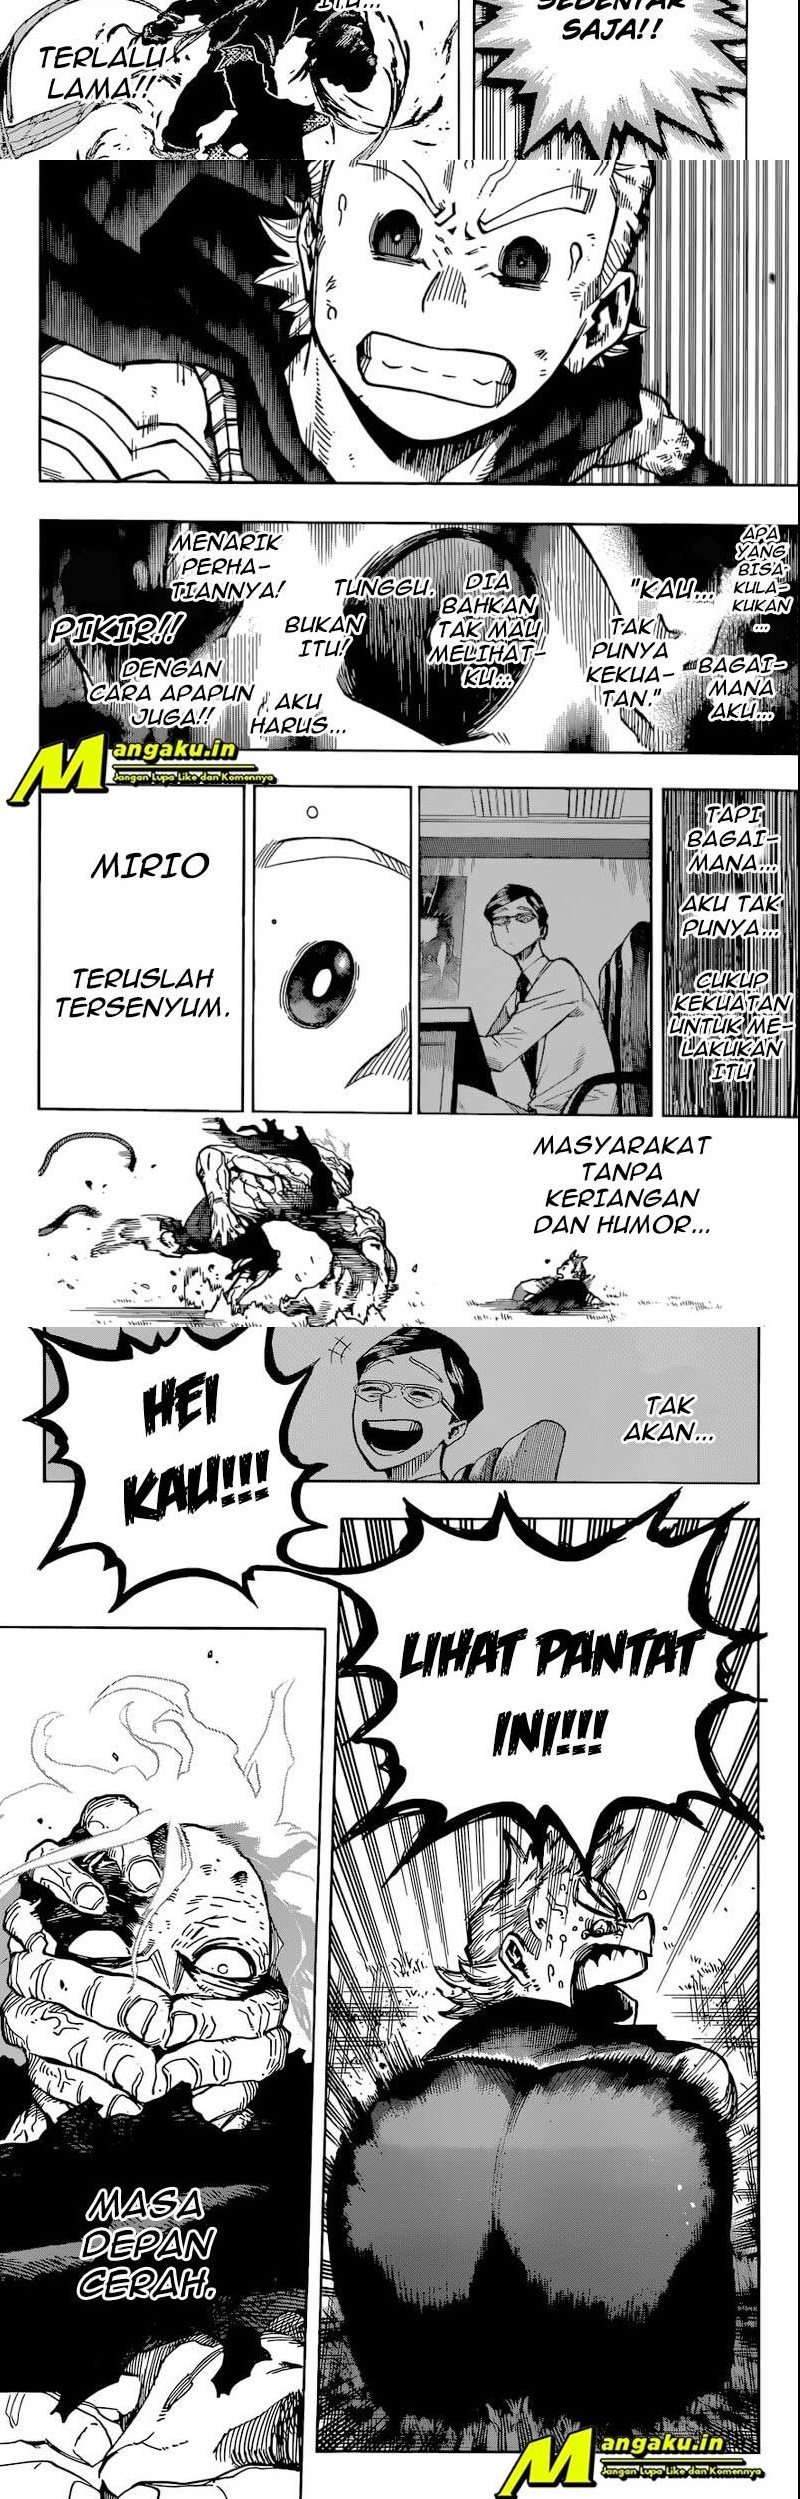 SEDENTAR
SAJA!!
ITU...
TERLALU
LAMA!!
APA
YANG
BISA
KULA-
KUKAN
...
BAGAI-
MANA
AKU...
"KAU...
TAK
PUNYA
KEKUA-
TAN."
DIA
BAHKAN
TAK MAU
MELIHAT-
KU...
TUNGGU.
BUKAN
ITU!
AKU
HARUS...
MENARIK
PERHA-
TIANNYA!
DENGAN
CARA APAPUN
JUGA!!
PIKIR!!
Mangaku.in
Jangan Lupa Like dan Komennya
TAPI
BAGAI-
MANA...
AKU TAK
PUNYA...
CUKUP
KEKUATAN
UNTUK ME-
LAKUKAN
ITU
MIRIO
TERUSLAH
TERSENYUM.
MASYARAKAT
TANPA
KERIANGAN
DAN HUMOR...
TAK
AKAN...
HEI
KAU!!!
LIHAT PANTAT
INI!!!
MASA
DEPAN
CERAH.
Mangaku.in
Jangan Lupa Like dan Komennya